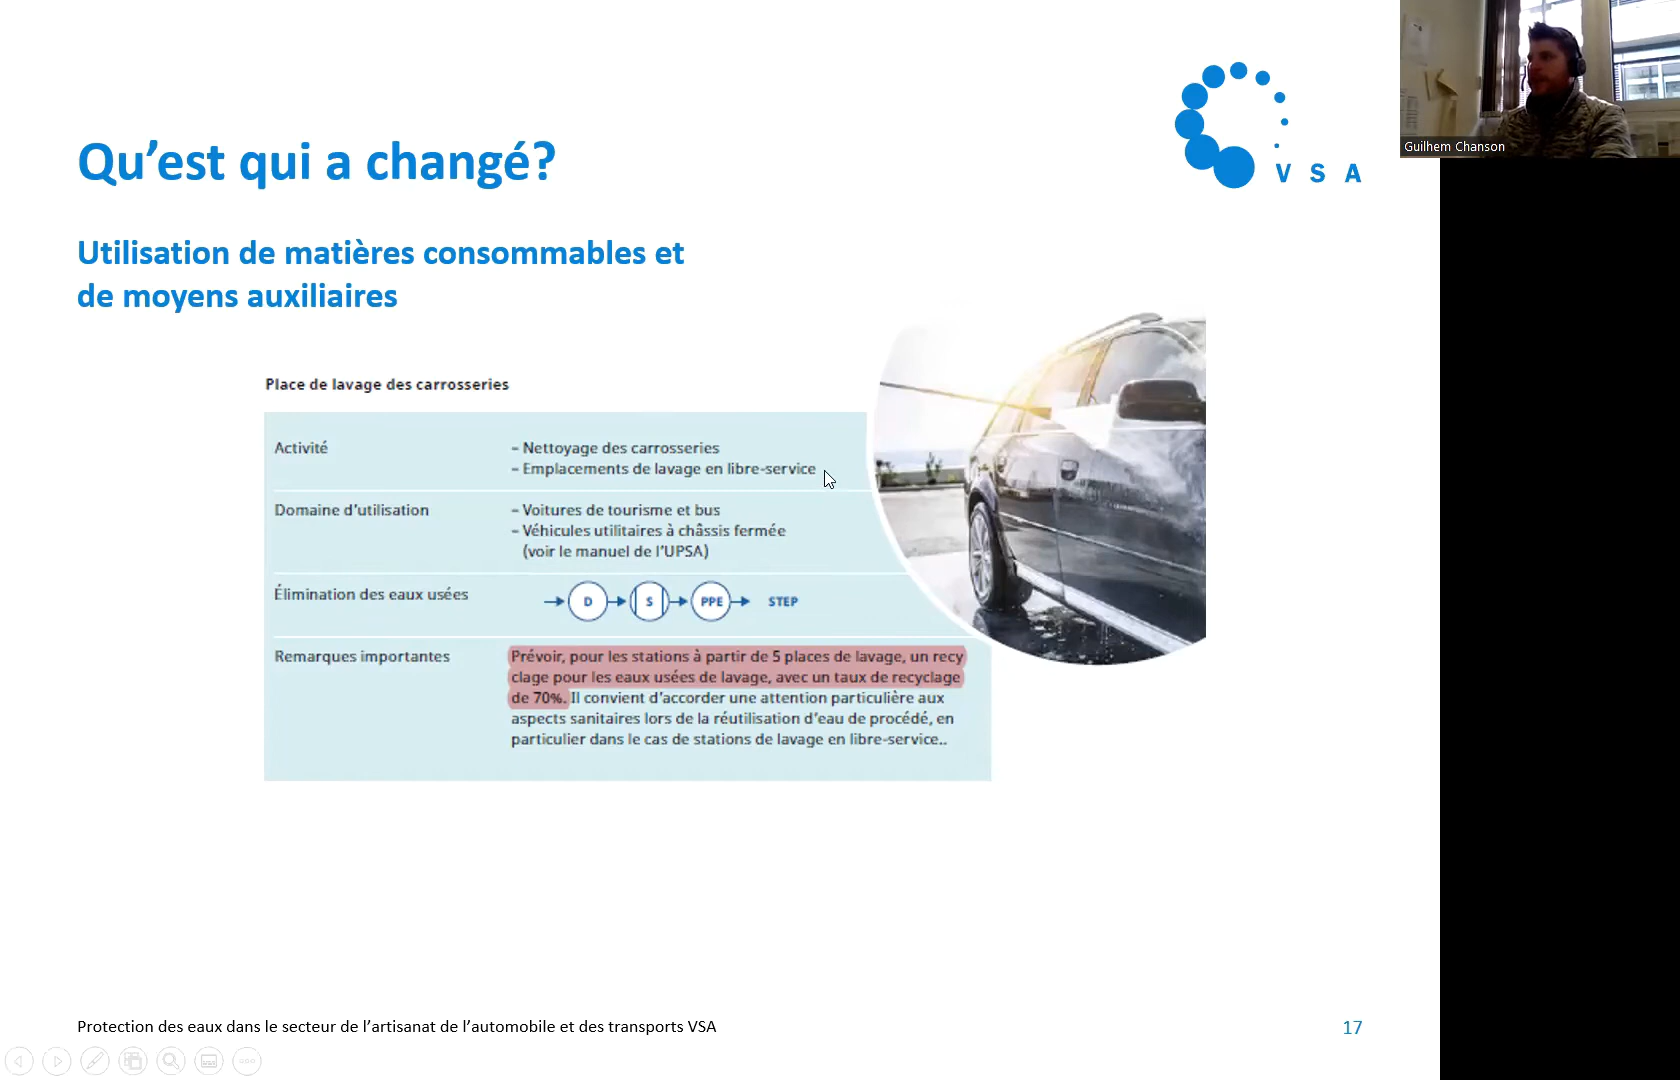 Guilhem Chanson
V S A
Qu’est qui a changé?
Utilisation de matières consommables et
de moyens auxiliaires
Place de lavage des carrosseries
Activité
– Nettoyage des carrosseries
– Emplacements de lavage en libre-service
Domaine d’utilisation
– Voitures de tourisme et bus
– Véhicules utilitaires à châssis fermée
(voir le manuel de l’UPSA)
Élimination des eaux usées
D S PPE STEP
Remarques importantes
Prévoir, pour les stations à partir de 5 places de lavage, un recy
clage pour les eaux usées de lavage, avec un taux de recyclage
de 70%. Il convient d’accorder une attention particulière aux
aspects sanitaires lors de la réutilisation d’eau de procédé, en
particulier dans le cas de stations de lavage en libre-service..
Protection des eaux dans le secteur de l’artisanat de l’automobile et des transports VSA
17